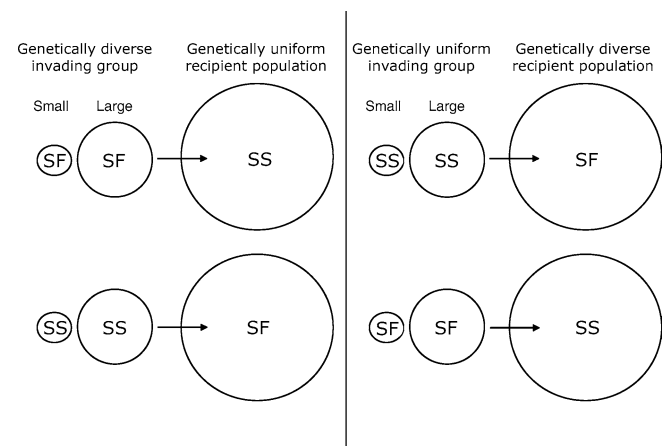 Genetically diverse
invading group
Genetically uniform
recipient population
Small Large
SF SF SS
SS SS SF
Genetically uniform
invading group
Genetically diverse
recipient population
Small Large
SS SS SF
SF SF SS